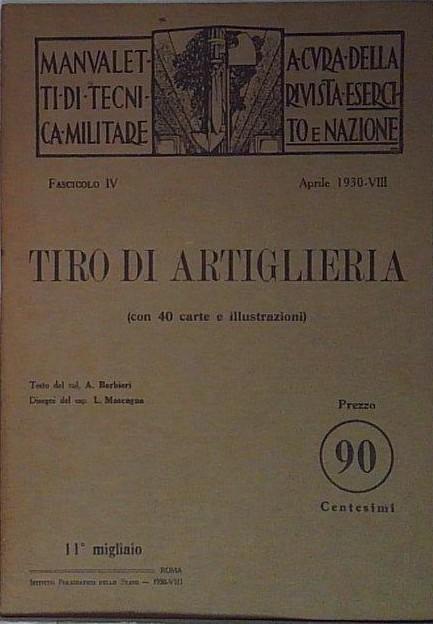 MANVALET-
TI·DI·TECNI-
CA·MILITARE
A·CVRA·DELLA
RIVISTA·ESERCI-
TO E NAZIONE
FASCICOLO IV
Aprile 1930-VIII
TIRO DI ARTIGLIERIA
(con 40 carte e illustrazioni)
Testo del col. A. Barbieri
Disegni del cap. L. Mascagna
Prezzo
90
Centesimi
11° migliaio
ROMA
ISTITUTO POLIGRAFICO DELLO STATO — 1930-VIII